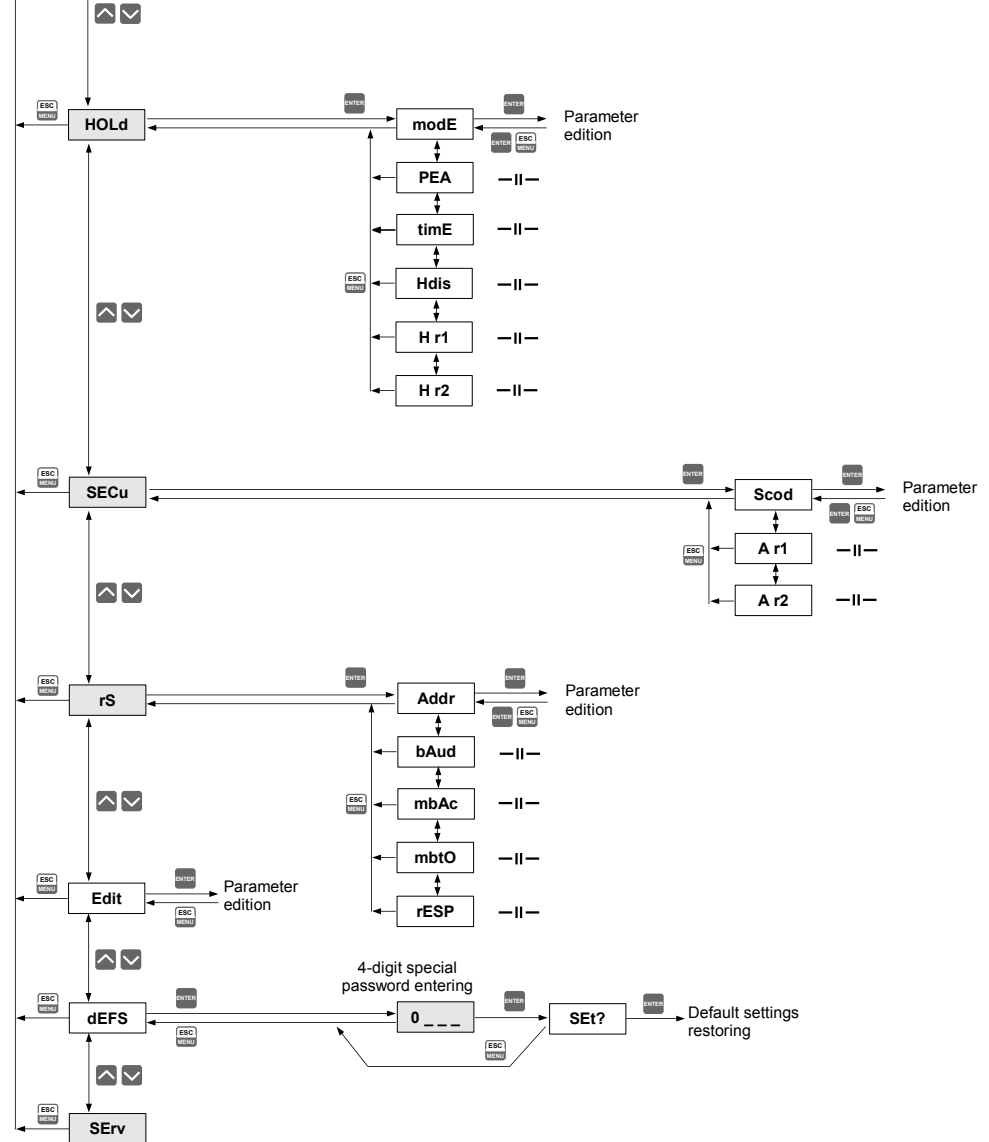 ESC
MENU
HOLd
ENTER
modE
ENTER
Parameter
edition
ENTER
ESC
MENU
PEA
—II—
timE
—II—
ESC
MENU
Hdis
—II—
H r1
—II—
H r2
—II—
ESC
MENU
SECu
ENTER
Scod
ENTER
Parameter
edition
ENTER
ESC
MENU
ESC
MENU
A r1
—II—
A r2
—II—
ESC
MENU
rS
ENTER
Addr
ENTER
Parameter
edition
ENTER
ESC
MENU
bAud
—II—
ESC
MENU
mbAc
—II—
mbtO
—II—
rESP
—II—
ESC
MENU
Edit
ENTER
Parameter
edition
ESC
MENU
4-digit special
password entering
ESC
MENU
dEFS
ENTER
ESC
MENU
0 _ _ _
ENTER
SEt?
ENTER
Default settings
restoring
ESC
MENU
ESC
MENU
SErv